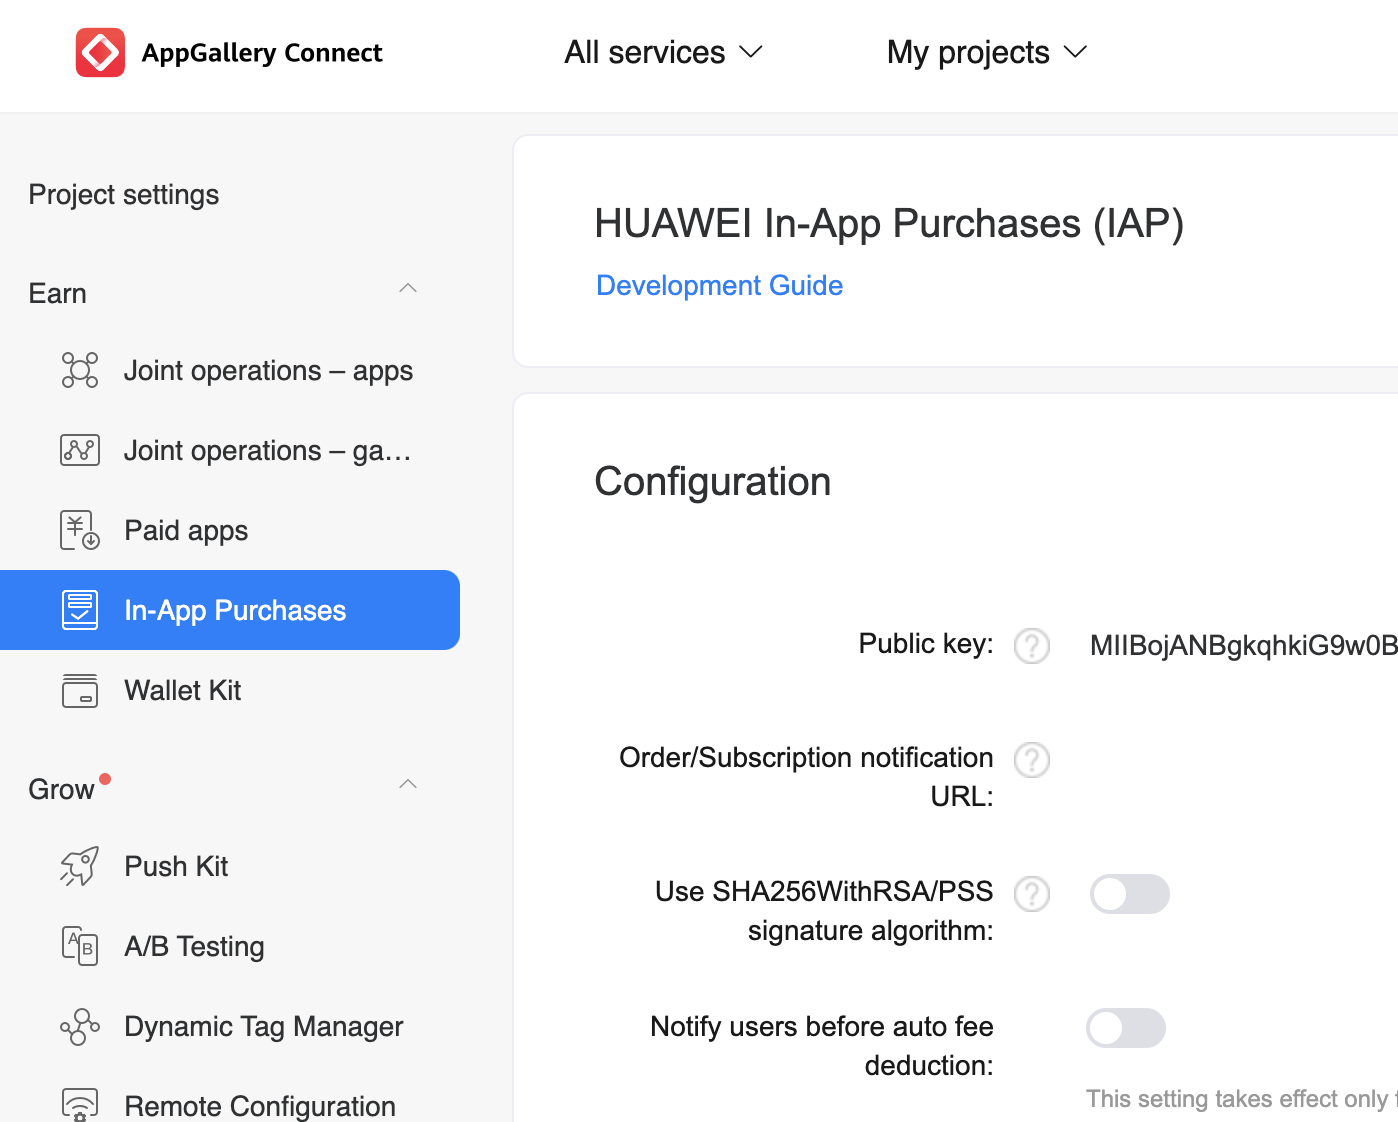 AppGallery Connect
All services
My projects
Project settings
Earn
Joint operations – apps
Joint operations – ga...
Paid apps
In-App Purchases
Wallet Kit
Grow
Push Kit
A/B Testing
Dynamic Tag Manager
Remote Configuration
HUAWEI In-App Purchases (IAP)
Development Guide
Configuration
Public key:
?
MIIBojANBgkqhkiG9w0B
Order/Subscription notification
URL:
?
Use SHA256WithRSA/PSS
signature algorithm:
?
Notify users before auto fee
deduction:
This setting takes effect only